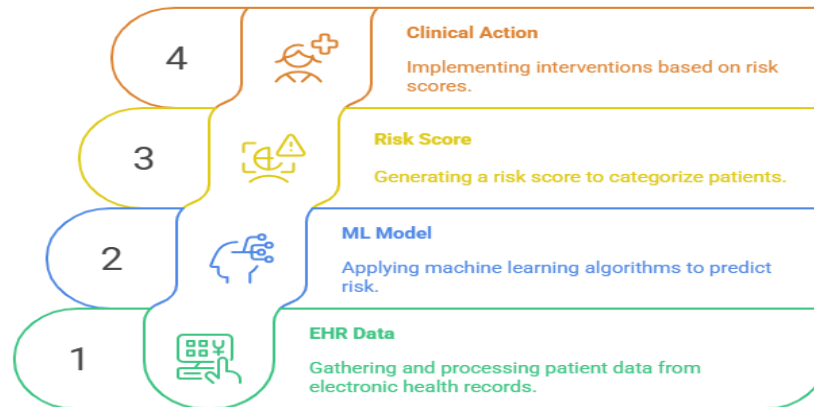 4
Clinical Action
Implementing interventions based on risk
scores.
3
Risk Score
Generating a risk score to categorize patients.
2
ML Model
Applying machine learning algorithms to predict
risk.
1
EHR Data
Gathering and processing patient data from
electronic health records.